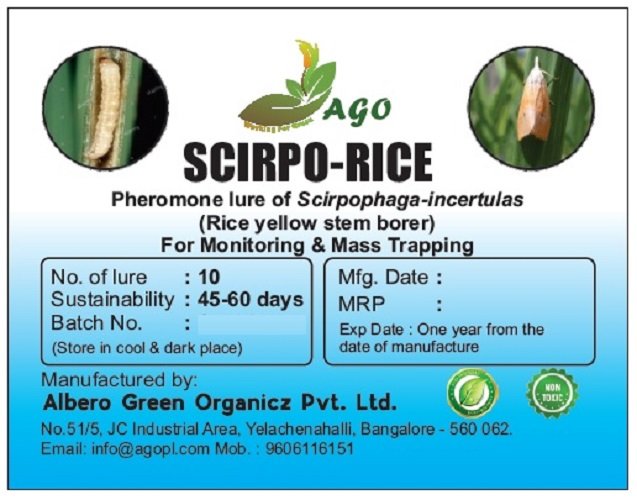 AGO
SCIRPO-RICE
Pheromone lure of Scirpophaga-incertulas
(Rice yellow stem borer)
For Monitoring & Mass Trapping
No. of lure : 10
Sustainability : 45-60 days
Batch No. :
(Store in cool & dark place)
Mfg. Date :
MRP :
Exp Date : One year from the
date of manufacture
Manufactured by:
Albero Green Organicz Pvt. Ltd.
No.51/5, JC Industrial Area, Yelachenahalli, Bangalore - 560 062.
Email: info@agopl.com Mob. : 9606116151
NON
TOXIC